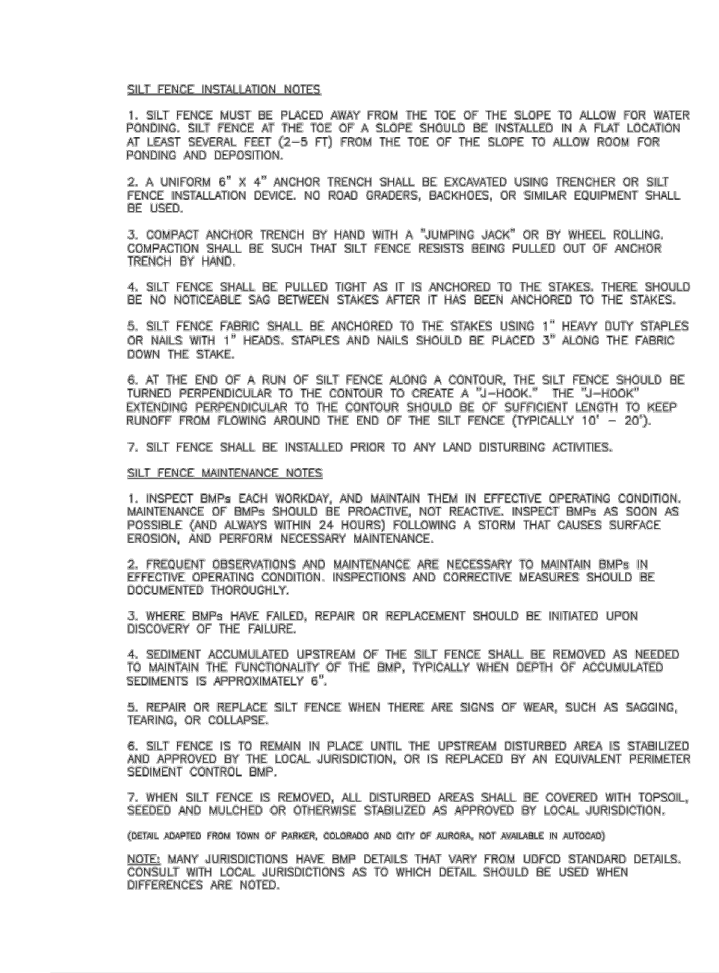 SILT FENCE INSTALLATION NOTES
1. SILT FENCE MUST BE PLACED AWAY FROM THE TOE OF THE SLOPE TO ALLOW FOR WATER
PONDING. SILT FENCE AT THE TOE OF A SLOPE SHOULD BE INSTALLED IN A FLAT LOCATION
AT LEAST SEVERAL FEET (2–5 FT) FROM THE TOE OF THE SLOPE TO ALLOW ROOM FOR
PONDING AND DEPOSITION.
2. A UNIFORM 6" X 4" ANCHOR TRENCH SHALL BE EXCAVATED USING TRENCHER OR SILT
FENCE INSTALLATION DEVICE. NO ROAD GRADERS, BACKHOES, OR SIMILAR EQUIPMENT SHALL
BE USED.
3. COMPACT ANCHOR TRENCH BY HAND WITH A "JUMPING JACK" OR BY WHEEL ROLLING.
COMPACTION SHALL BE SUCH THAT SILT FENCE RESISTS BEING PULLED OUT OF ANCHOR
TRENCH BY HAND.
4. SILT FENCE SHALL BE PULLED TIGHT AS IT IS ANCHORED TO THE STAKES. THERE SHOULD
BE NO NOTICEABLE SAG BETWEEN STAKES AFTER IT HAS BEEN ANCHORED TO THE STAKES.
5. SILT FENCE FABRIC SHALL BE ANCHORED TO THE STAKES USING 1" HEAVY DUTY STAPLES
OR NAILS WITH 1" HEADS. STAPLES AND NAILS SHOULD BE PLACED 3" ALONG THE FABRIC
DOWN THE STAKE.
6. AT THE END OF A RUN OF SILT FENCE ALONG A CONTOUR, THE SILT FENCE SHOULD BE
TURNED PERPENDICULAR TO THE CONTOUR TO CREATE A "J–HOOK." THE "J–HOOK"
EXTENDING PERPENDICULAR TO THE CONTOUR SHOULD BE OF SUFFICIENT LENGTH TO KEEP
RUNOFF FROM FLOWING AROUND THE END OF THE SILT FENCE (TYPICALLY 10' – 20').
7. SILT FENCE SHALL BE INSTALLED PRIOR TO ANY LAND DISTURBING ACTIVITIES.
SILT FENCE MAINTENANCE NOTES
1. INSPECT BMPs EACH WORKDAY, AND MAINTAIN THEM IN EFFECTIVE OPERATING CONDITION.
MAINTENANCE OF BMPs SHOULD BE PROACTIVE, NOT REACTIVE. INSPECT BMPs AS SOON AS
POSSIBLE (AND ALWAYS WITHIN 24 HOURS) FOLLOWING A STORM THAT CAUSES SURFACE
EROSION, AND PERFORM NECESSARY MAINTENANCE.
2. FREQUENT OBSERVATIONS AND MAINTENANCE ARE NECESSARY TO MAINTAIN BMPs IN
EFFECTIVE OPERATING CONDITION. INSPECTIONS AND CORRECTIVE MEASURES SHOULD BE
DOCUMENTED THOROUGHLY.
3. WHERE BMPs HAVE FAILED, REPAIR OR REPLACEMENT SHOULD BE INITIATED UPON
DISCOVERY OF THE FAILURE.
4. SEDIMENT ACCUMULATED UPSTREAM OF THE SILT FENCE SHALL BE REMOVED AS NEEDED
TO MAINTAIN THE FUNCTIONALITY OF THE BMP, TYPICALLY WHEN DEPTH OF ACCUMULATED
SEDIMENTS IS APPROXIMATELY 6".
5. REPAIR OR REPLACE SILT FENCE WHEN THERE ARE SIGNS OF WEAR, SUCH AS SAGGING,
TEARING, OR COLLAPSE.
6. SILT FENCE IS TO REMAIN IN PLACE UNTIL THE UPSTREAM DISTURBED AREA IS STABILIZED
AND APPROVED BY THE LOCAL JURISDICTION, OR IS REPLACED BY AN EQUIVALENT PERIMETER
SEDIMENT CONTROL BMP.
7. WHEN SILT FENCE IS REMOVED, ALL DISTURBED AREAS SHALL BE COVERED WITH TOPSOIL,
SEEDED AND MULCHED OR OTHERWISE STABILIZED AS APPROVED BY LOCAL JURISDICTION.
(DETAIL ADAPTED FROM TOWN OF PARKER, COLORADO AND CITY OF AURORA, NOT AVAILABLE IN AUTOCAD)
NOTE: MANY JURISDICTIONS HAVE BMP DETAILS THAT VARY FROM UDFCD STANDARD DETAILS.
CONSULT WITH LOCAL JURISDICTIONS AS TO WHICH DETAIL SHOULD BE USED WHEN
DIFFERENCES ARE NOTED.